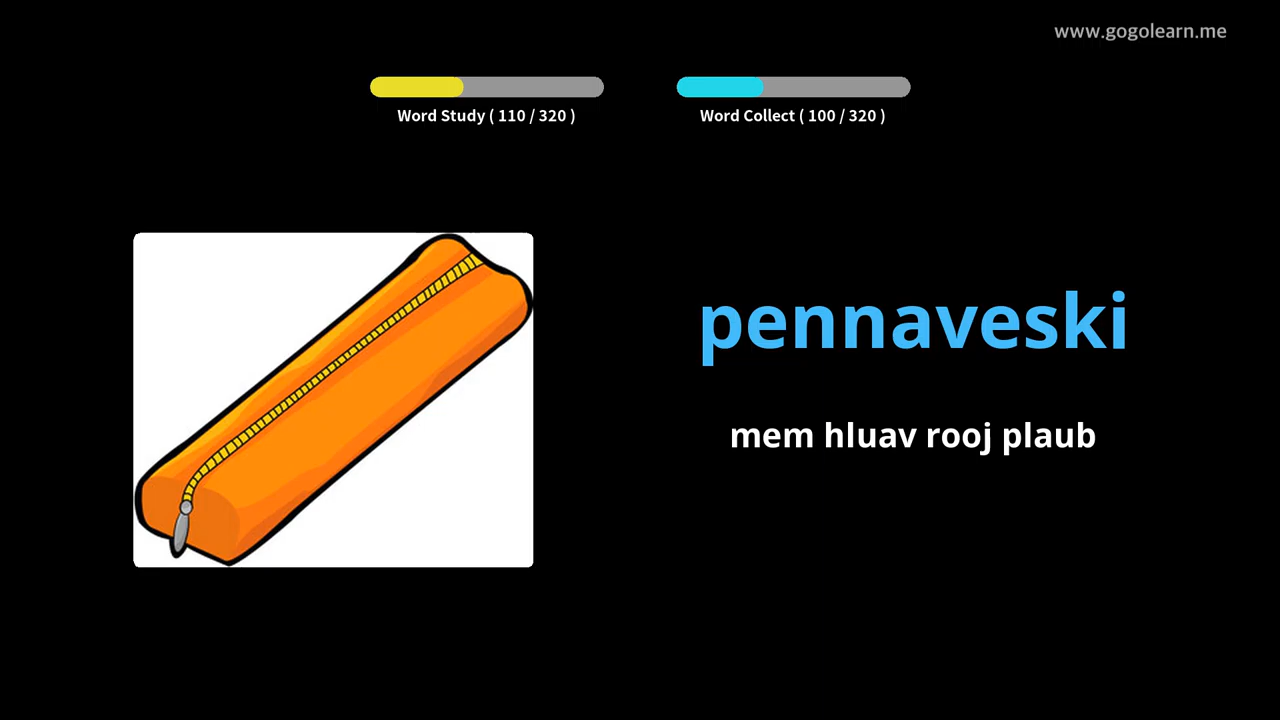 www.gogolearn.me
Word Study ( 110 / 320 )
Word Collect ( 100 / 320 )
pennaveski
mem hluav rooj plaub